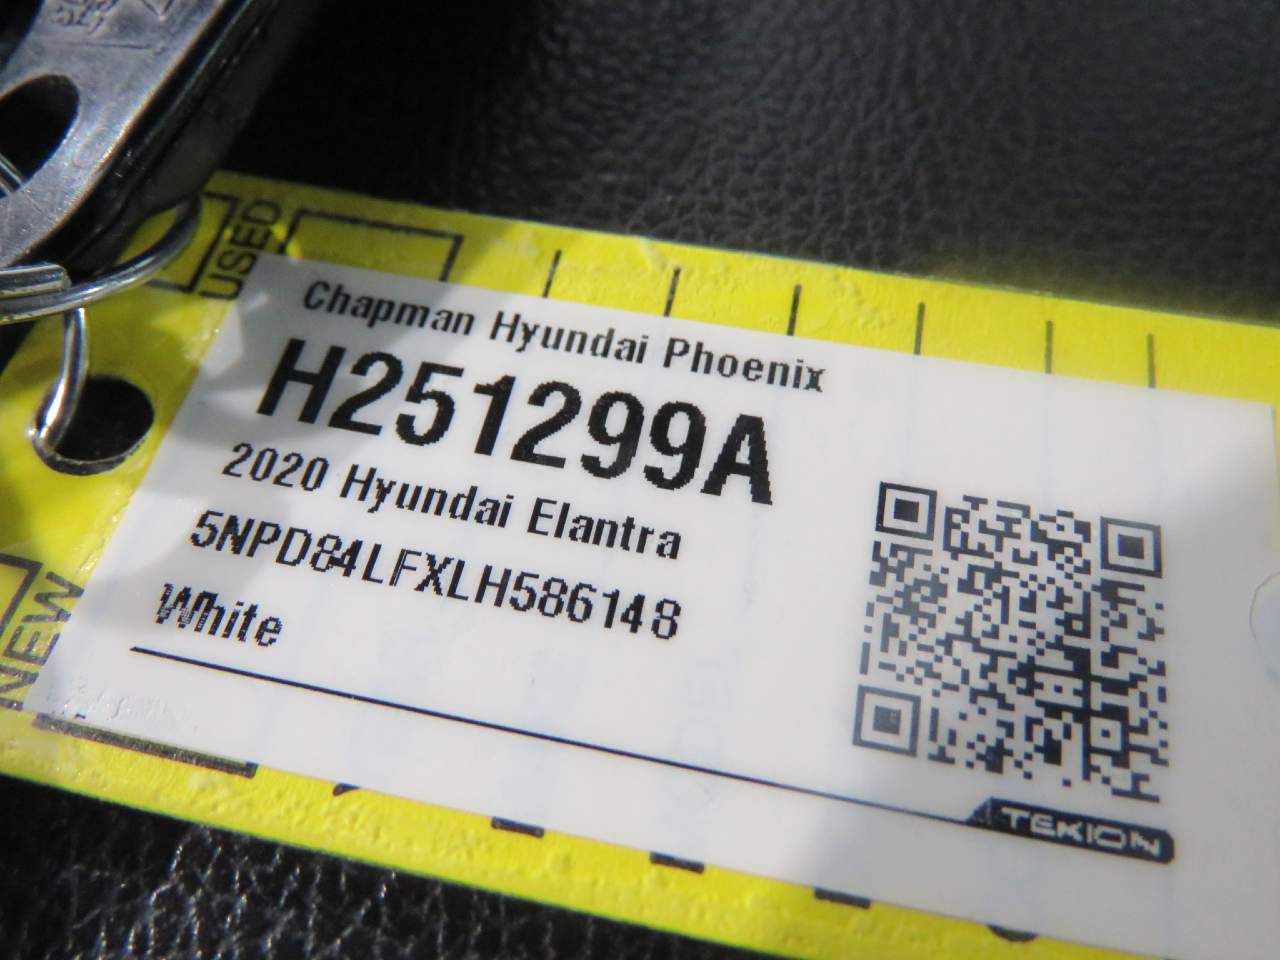 USED
Chapman Hyundai Phoenix
H251299A
2020 Hyundai Elantra
5NPD84LFXLH586148
White
NEW
TEKION